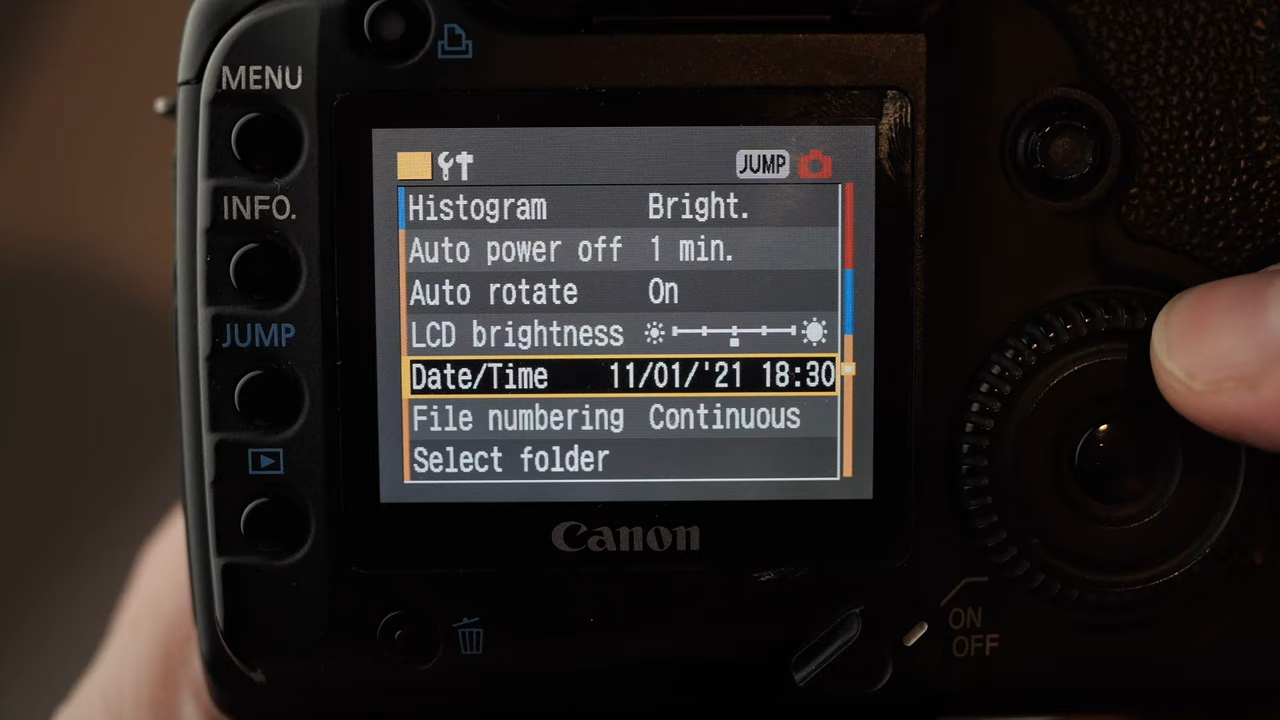 MENU
INFO.
JUMP
JUMP
Histogram Bright.
Auto power off 1 min.
Auto rotate On
LCD brightness
Date/Time 11/01/'21 18:30
File numbering Continuous
Select folder
Canon
ON
OFF